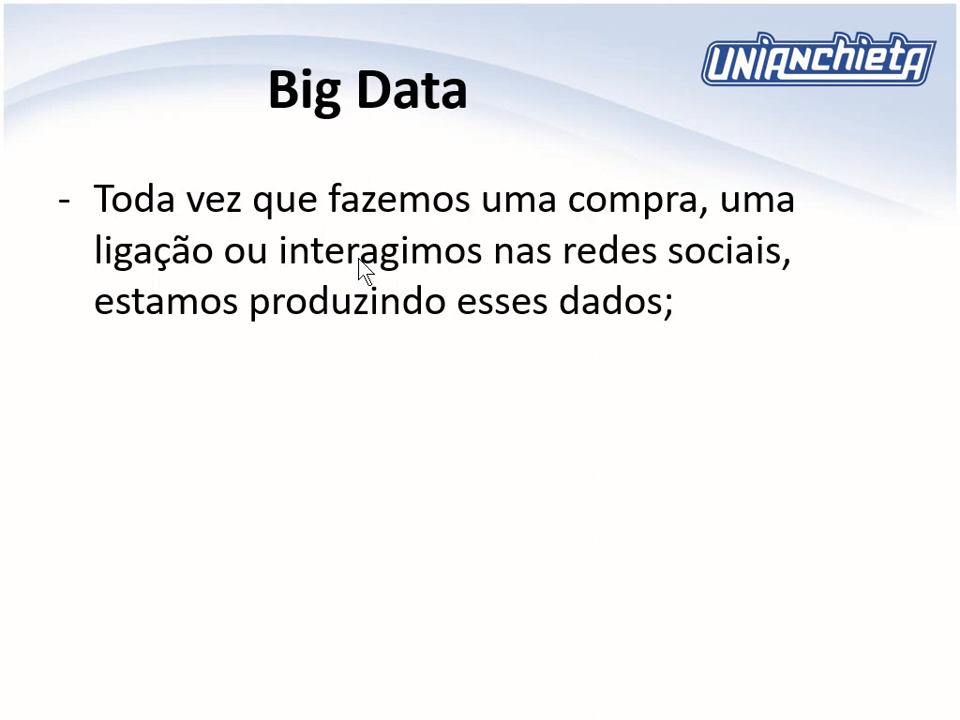 UNIANCHIETA
Big Data
- Toda vez que fazemos uma compra, uma
ligação ou interagimos nas redes sociais,
estamos produzindo esses dados;